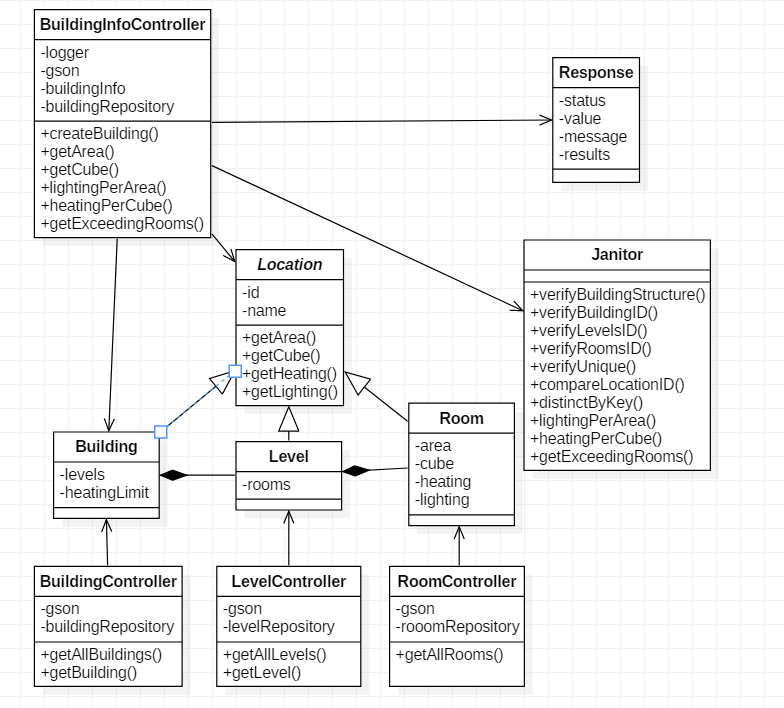 BuildingInfoController
-logger
-gson
-buildingInfo
-buildingRepository
+createBuilding()
+getArea()
+getCube()
+lightingPerArea()
+heatingPerCube()
+getExceedingRooms()
Response
-status
-value
-message
-results
Location
-id
-name
+getArea()
+getCube()
+getHeating()
+getLighting()
Janitor
+verifyBuildingStructure()
+verifyBuildingID()
+verifyLevelsID()
+verifyRoomsID()
+verifyUnique()
+compareLocationID()
+distinctByKey()
+lightingPerArea()
+heatingPerCube()
+getExceedingRooms()
Building
-levels
-heatingLimit
Level
-rooms
Room
-area
-cube
-heating
-lighting
BuildingController
-gson
-buildingRepository
+getAllBuildings()
+getBuilding()
LevelController
-gson
-levelRepository
+getAllLevels()
+getLevel()
RoomController
-gson
-rooomRepository
+getAllRooms()